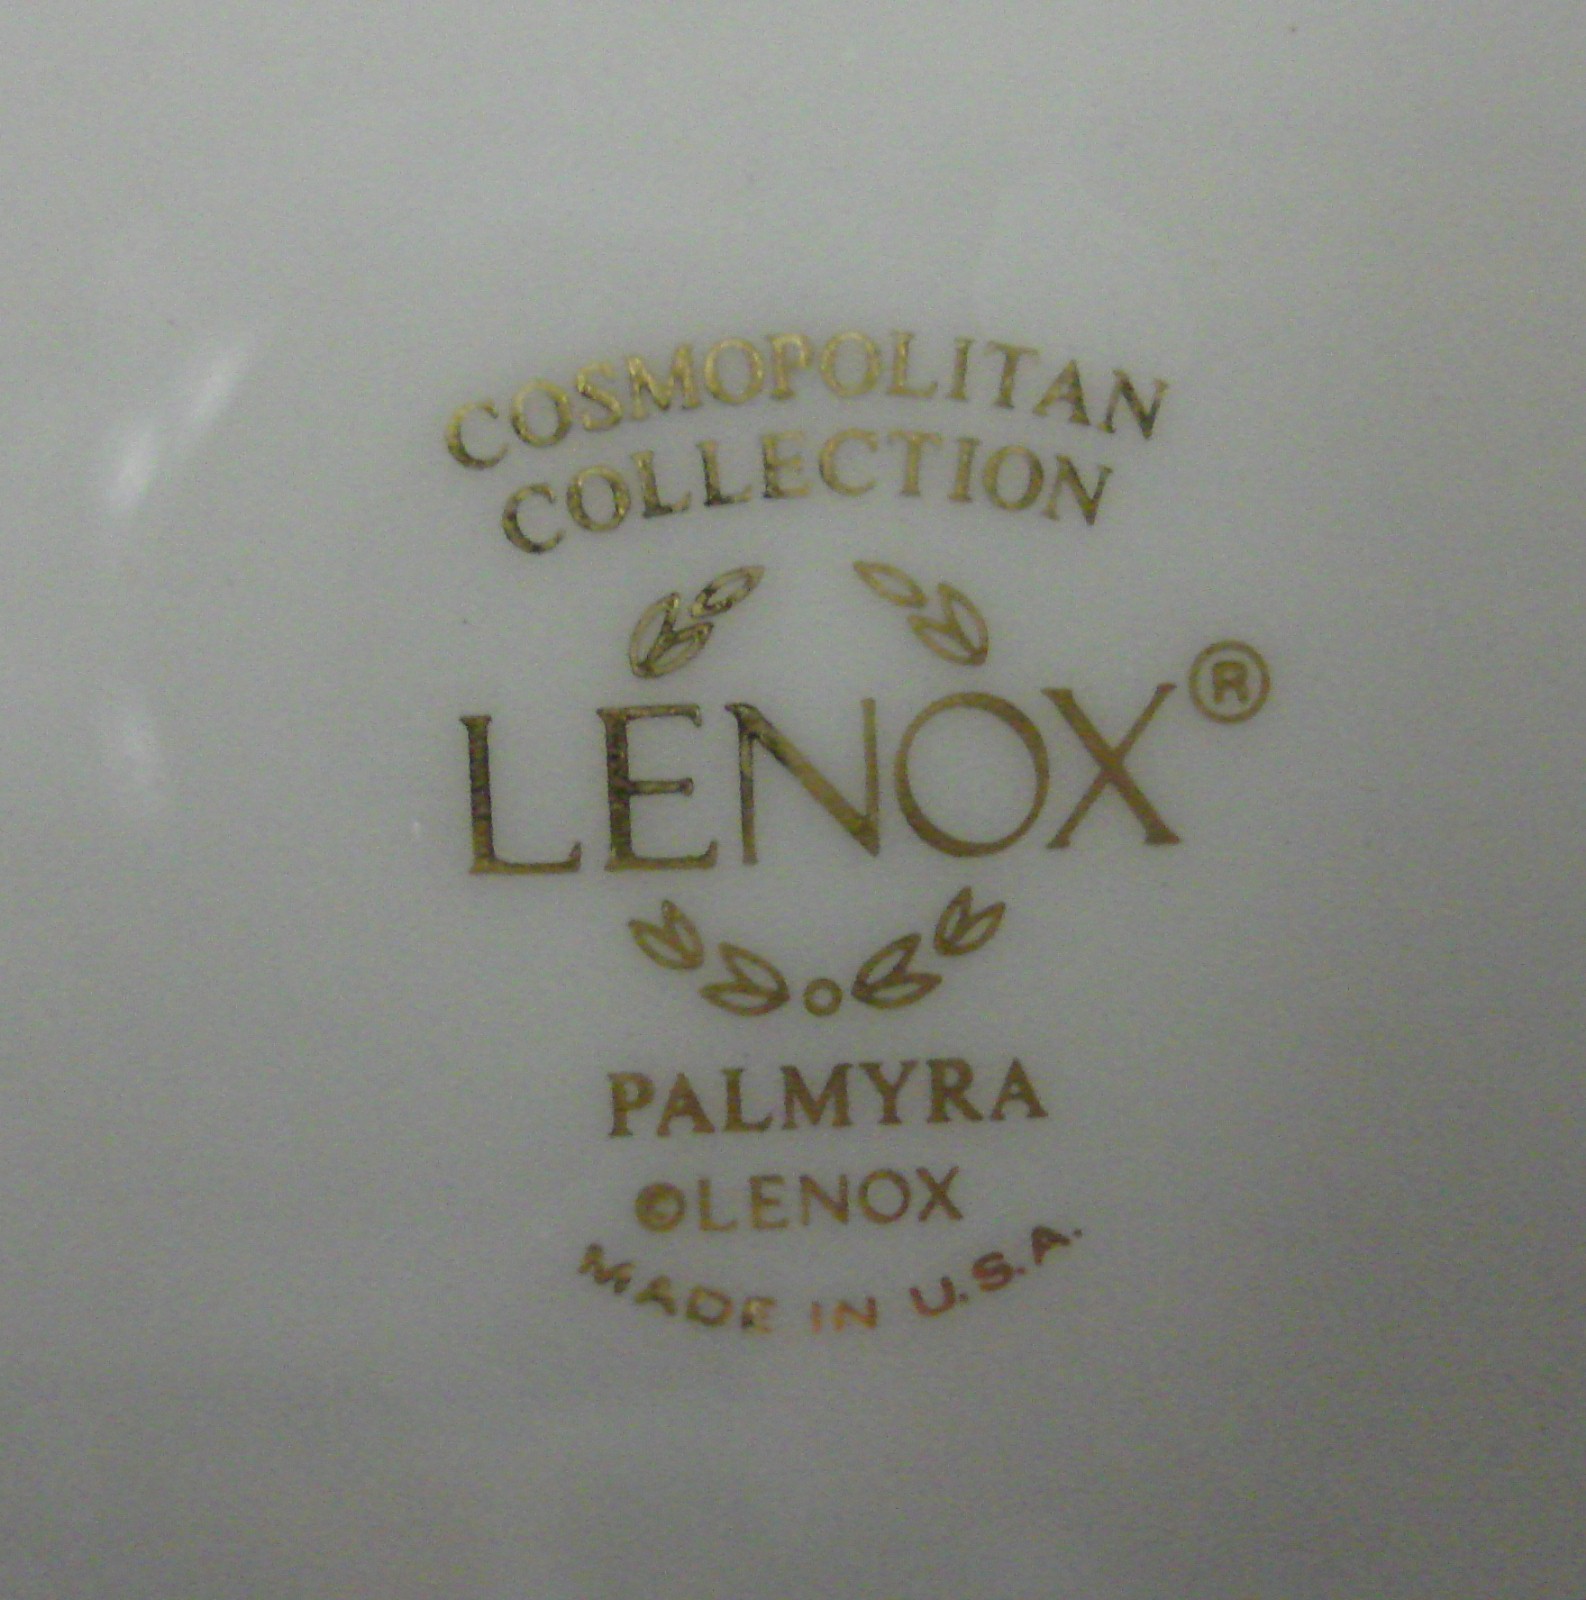 COSMOPOLITAN
COLLECTION
LENOX®
PALMYRA
©LENOX
MADE IN U.S.A.